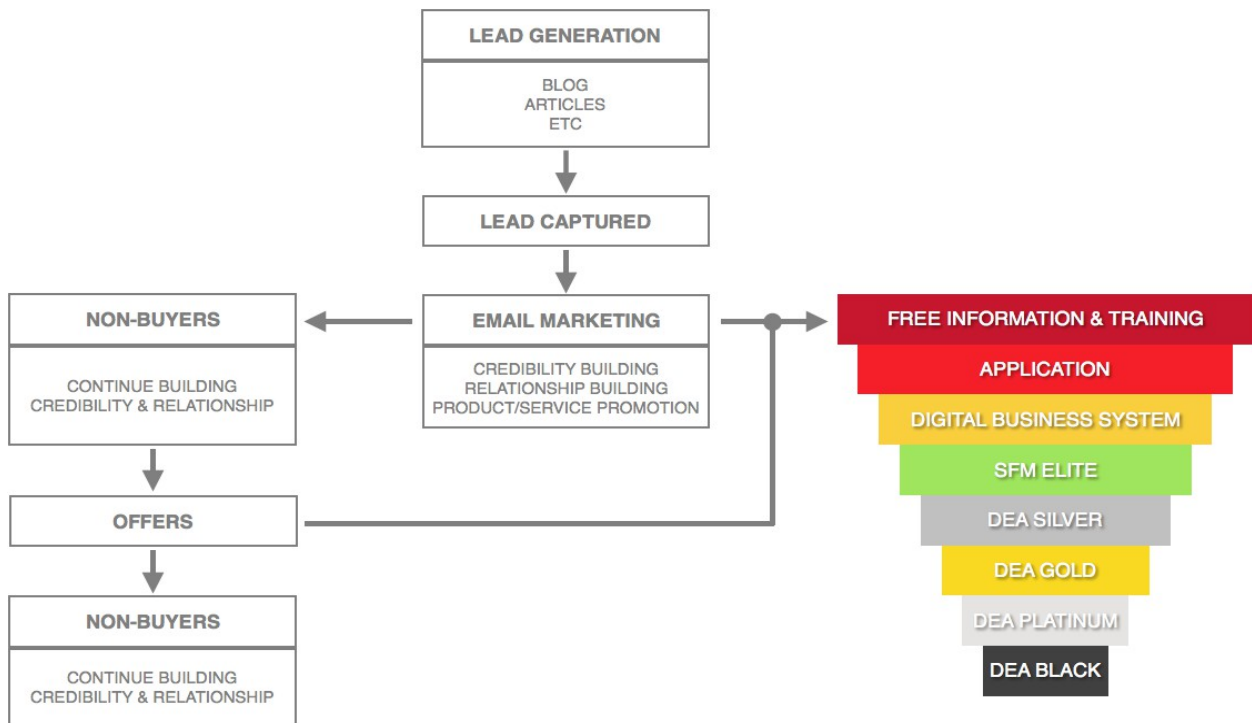 LEAD GENERATION
BLOG
ARTICLES
ETC
LEAD CAPTURED
EMAIL MARKETING
CREDIBILITY BUILDING
RELATIONSHIP BUILDING
PRODUCT/SERVICE PROMOTION
NON-BUYERS
CONTINUE BUILDING
CREDIBILITY & RELATIONSHIP
OFFERS
NON-BUYERS
CONTINUE BUILDING
CREDIBILITY & RELATIONSHIP
FREE INFORMATION & TRAINING
APPLICATION
DIGITAL BUSINESS SYSTEM
SFM ELITE
DEA SILVER
DEA GOLD
DEA PLATINUM
DEA BLACK